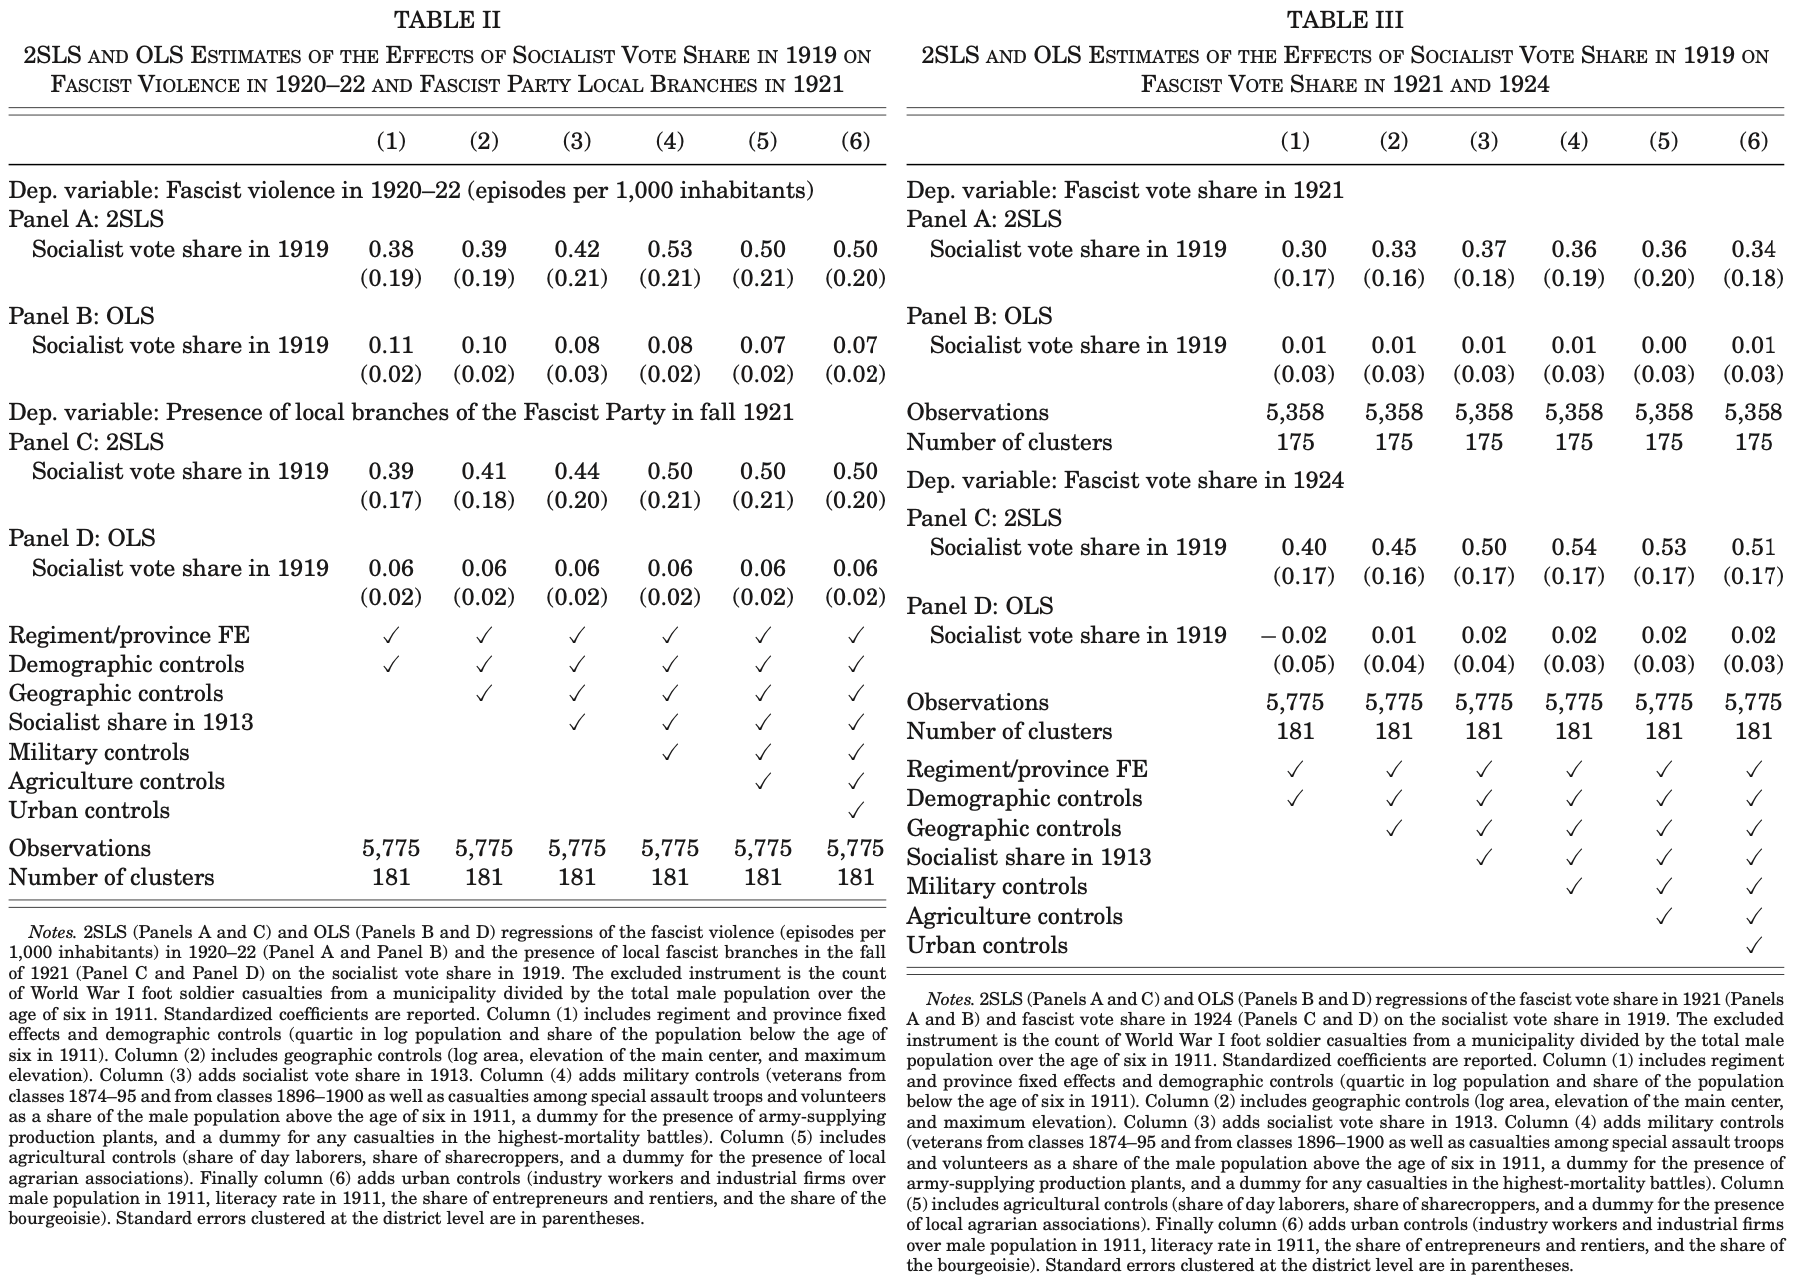 TABLE II
2SLS AND OLS ESTIMATES OF THE EFFECTS OF SOCIALIST VOTE SHARE IN 1919 ON
FASCIST VIOLENCE IN 1920–22 AND FASCIST PARTY LOCAL BRANCHES IN 1921
(1) (2) (3) (4) (5) (6)
Dep. variable: Fascist violence in 1920–22 (episodes per 1,000 inhabitants)
Panel A: 2SLS
Socialist vote share in 1919 0.38 0.39 0.42 0.53 0.50 0.50
(0.19) (0.19) (0.21) (0.21) (0.21) (0.20)
Panel B: OLS
Socialist vote share in 1919 0.11 0.10 0.08 0.08 0.07 0.07
(0.02) (0.02) (0.03) (0.02) (0.02) (0.02)
Dep. variable: Presence of local branches of the Fascist Party in fall 1921
Panel C: 2SLS
Socialist vote share in 1919 0.39 0.41 0.44 0.50 0.50 0.50
(0.17) (0.18) (0.20) (0.21) (0.21) (0.20)
Panel D: OLS
Socialist vote share in 1919 0.06 0.06 0.06 0.06 0.06 0.06
(0.02) (0.02) (0.02) (0.02) (0.02) (0.02)
Regiment/province FE ✓ ✓ ✓ ✓ ✓ ✓
Demographic controls ✓ ✓ ✓ ✓ ✓ ✓
Geographic controls ✓ ✓ ✓ ✓ ✓
Socialist share in 1913 ✓ ✓ ✓ ✓
Military controls ✓ ✓ ✓
Agriculture controls ✓ ✓
Urban controls ✓
Observations 5,775 5,775 5,775 5,775 5,775 5,775
Number of clusters 181 181 181 181 181 181
Notes. 2SLS (Panels A and C) and OLS (Panels B and D) regressions of the fascist violence (episodes per
1,000 inhabitants) in 1920–22 (Panel A and Panel B) and the presence of local fascist branches in the fall
of 1921 (Panel C and Panel D) on the socialist vote share in 1919. The excluded instrument is the count
of World War I foot soldier casualties from a municipality divided by the total male population over the
age of six in 1911. Standardized coefficients are reported. Column (1) includes regiment and province fixed
effects and demographic controls (quartic in log population and share of the population below the age of
six in 1911). Column (2) includes geographic controls (log area, elevation of the main center, and maximum
elevation). Column (3) adds socialist vote share in 1913. Column (4) adds military controls (veterans from
classes 1874–95 and from classes 1896–1900 as well as casualties among special assault troops and volunteers
as a share of the male population above the age of six in 1911, a dummy for the presence of army-supplying
production plants, and a dummy for any casualties in the highest-mortality battles). Column (5) includes
agricultural controls (share of day laborers, share of sharecroppers, and a dummy for the presence of local
agrarian associations). Finally column (6) adds urban controls (industry workers and industrial firms over
male population in 1911, literacy rate in 1911, the share of entrepreneurs and rentiers, and the share of the
bourgeoisie). Standard errors clustered at the district level are in parentheses.
TABLE III
2SLS AND OLS ESTIMATES OF THE EFFECTS OF SOCIALIST VOTE SHARE IN 1919 ON
FASCIST VOTE SHARE IN 1921 AND 1924
(1) (2) (3) (4) (5) (6)
Dep. variable: Fascist vote share in 1921
Panel A: 2SLS
Socialist vote share in 1919 0.30 0.33 0.37 0.36 0.36 0.34
(0.17) (0.16) (0.18) (0.19) (0.20) (0.18)
Panel B: OLS
Socialist vote share in 1919 0.01 0.01 0.01 0.01 0.00 0.01
(0.03) (0.03) (0.03) (0.03) (0.03) (0.03)
Observations 5,358 5,358 5,358 5,358 5,358 5,358
Number of clusters 175 175 175 175 175 175
Dep. variable: Fascist vote share in 1924
Panel C: 2SLS
Socialist vote share in 1919 0.40 0.45 0.50 0.54 0.53 0.51
(0.17) (0.16) (0.17) (0.17) (0.17) (0.17)
Panel D: OLS
Socialist vote share in 1919 −0.02 0.01 0.02 0.02 0.02 0.02
(0.05) (0.04) (0.04) (0.03) (0.03) (0.03)
Observations 5,775 5,775 5,775 5,775 5,775 5,775
Number of clusters 181 181 181 181 181 181
Regiment/province FE ✓ ✓ ✓ ✓ ✓ ✓
Demographic controls ✓ ✓ ✓ ✓ ✓ ✓
Geographic controls ✓ ✓ ✓ ✓ ✓
Socialist share in 1913 ✓ ✓ ✓ ✓
Military controls ✓ ✓ ✓
Agriculture controls ✓ ✓
Urban controls ✓
Notes. 2SLS (Panels A and C) and OLS (Panels B and D) regressions of the fascist vote share in 1921 (Panels
A and B) and fascist vote share in 1924 (Panels C and D) on the socialist vote share in 1919. The excluded
instrument is the count of World War I foot soldier casualties from a municipality divided by the total male
population over the age of six in 1911. Standardized coefficients are reported. Column (1) includes regiment
and province fixed effects and demographic controls (quartic in log population and share of the population
below the age of six in 1911). Column (2) includes geographic controls (log area, elevation of the main center,
and maximum elevation). Column (3) adds socialist vote share in 1913. Column (4) adds military controls
(veterans from classes 1874–95 and from classes 1896–1900 as well as casualties among special assault troops
and volunteers as a share of the male population above the age of six in 1911, a dummy for the presence of
army-supplying production plants, and a dummy for any casualties in the highest-mortality battles). Column
(5) includes agricultural controls (share of day laborers, share of sharecroppers, and a dummy for the presence
of local agrarian associations). Finally column (6) adds urban controls (industry workers and industrial firms
over male population in 1911, literacy rate in 1911, the share of entrepreneurs and rentiers, and the share of
the bourgeoisie). Standard errors clustered at the district level are in parentheses.